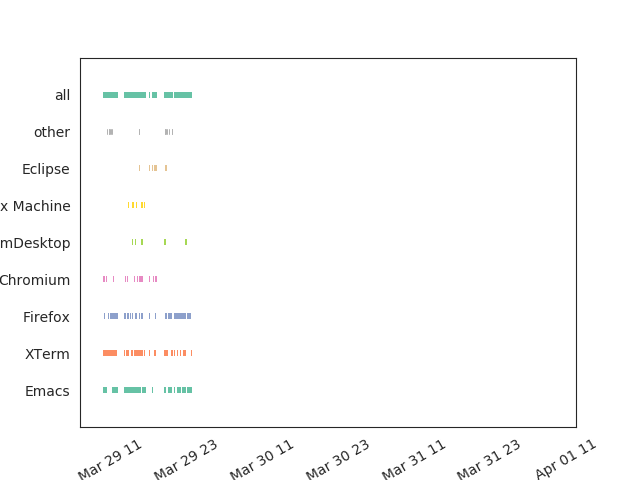 all
other
Eclipse
x Machine
mDesktop
Chromium
Firefox
XTerm
Emacs
Mar 29 11
Mar 29 23
Mar 30 11
Mar 30 23
Mar 31 11
Mar 31 23
Apr 01 11